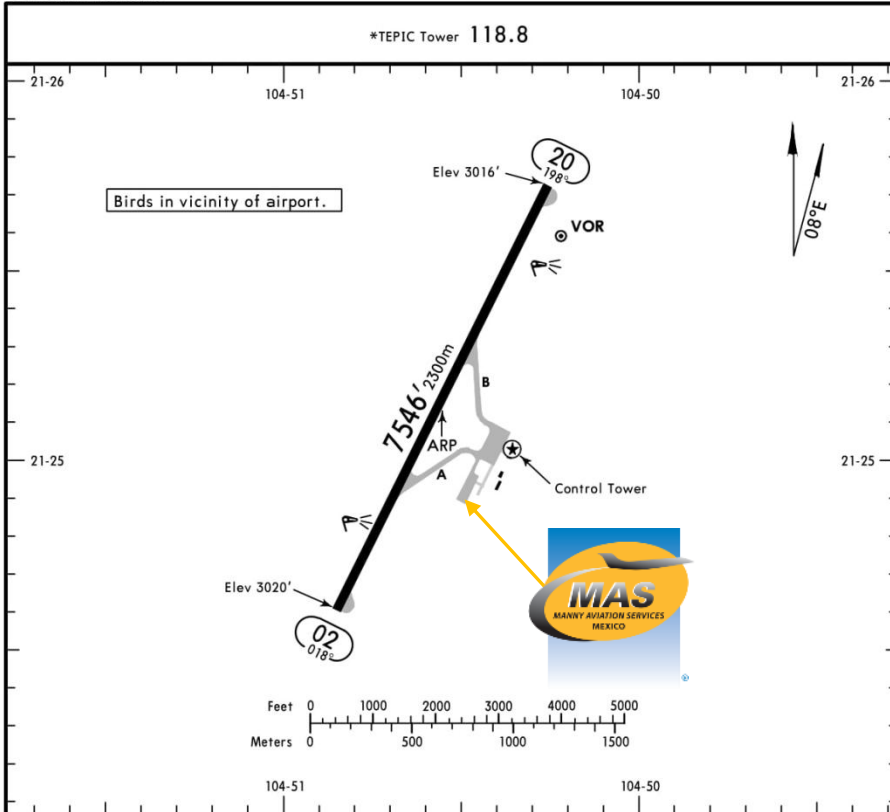 *TEPIC Tower 118.8
21-26
21-26
104-51
104-50
20
198°
Elev 3016'
08°E
Birds in vicinity of airport.
VOR
7546' 2300m
B
ARP
21-25
21-25
A
Control Tower
MAS
MANNY AVIATION SERVICES
MEXICO
®
Elev 3020'
02
018°
Feet 0 1000 2000 3000 4000 5000
Meters 0 500 1000 1500
104-51
104-50